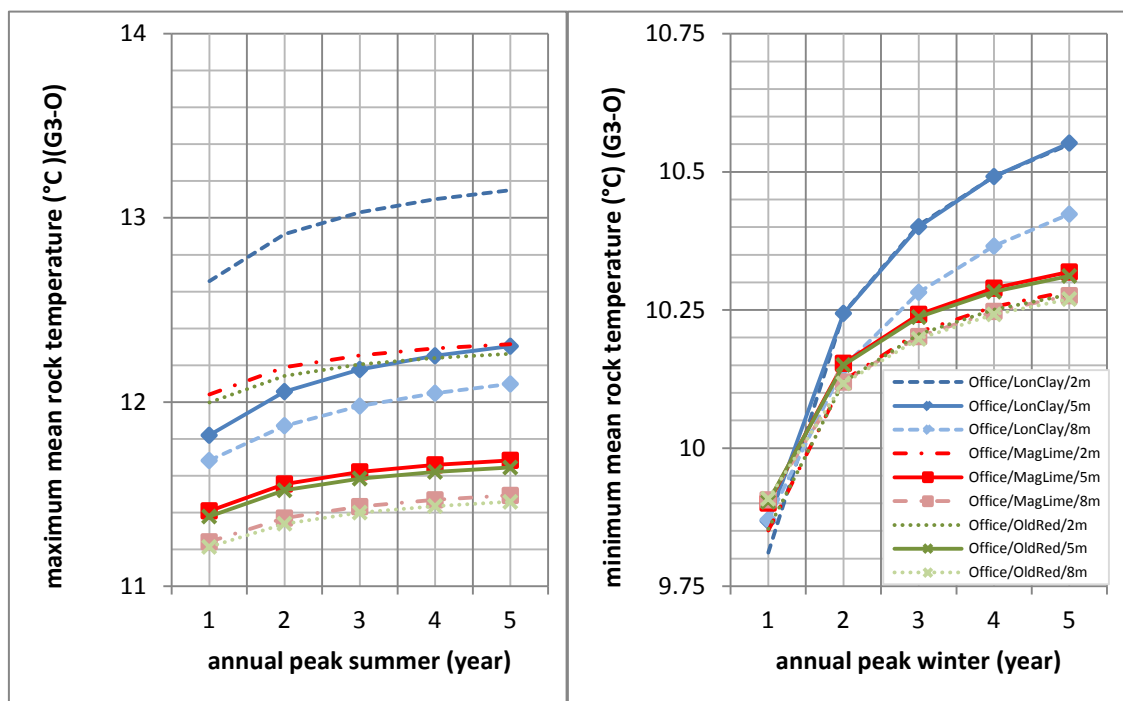 maximum mean rock temperature (°C )(G3-O)
14
13
12
11
1 2 3 4 5
annual peak summer (year)
minimum mean rock temperature (°C) (G3-O)
10.75
10.5
10.25
10
9.75
1 2 3 4 5
annual peak winter (year)
Office/LonClay/2m
Office/LonClay/5m
Office/LonClay/8m
Office/MagLime/2m
Office/MagLime/5m
Office/MagLime/8m
Office/OldRed/2m
Office/OldRed/5m
Office/OldRed/8m